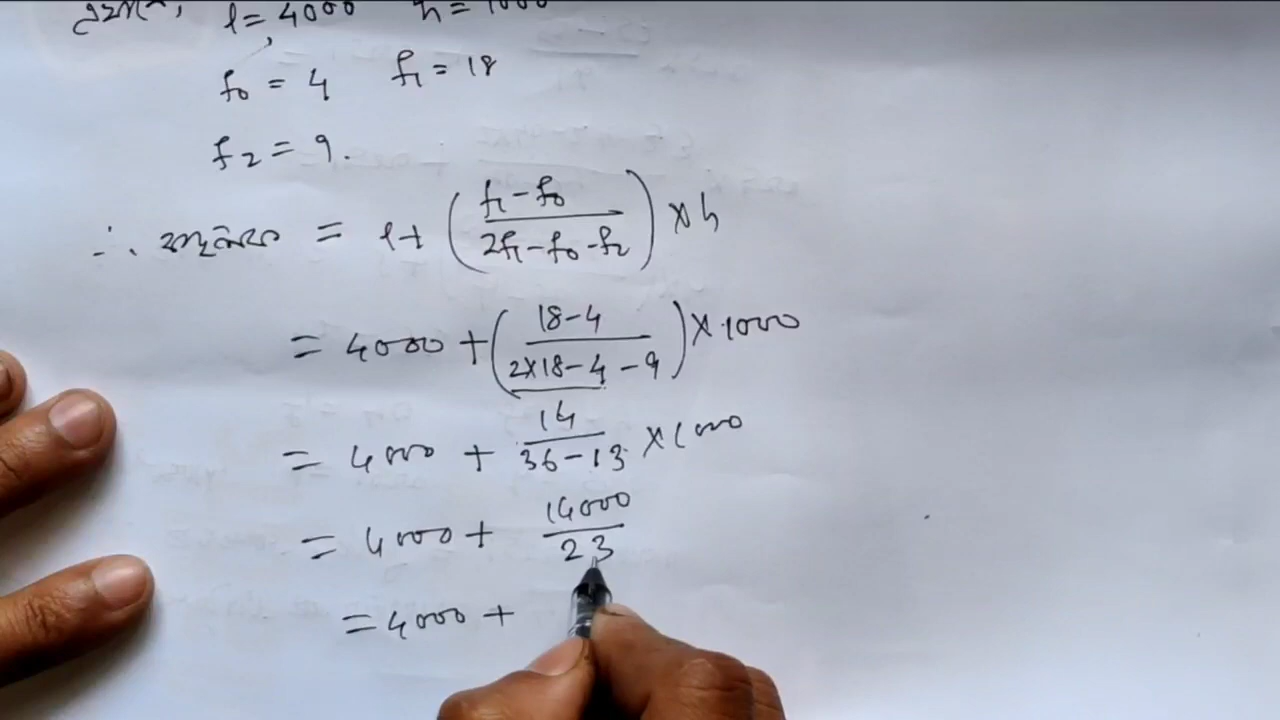 l = 4000 h = 1000
f₀ = 4 f₁ = 18
f₂ = 9.
∴ = l + ( f₁ - f₀ / 2f₁ - f₀ - f₂ ) × h
= 4000 + ( 18 - 4 / 2×18 - 4 - 9 ) × 1000
= 4000 + 14 / 36 - 13 × 1000
= 4000 + 14000 / 23
= 4000 +